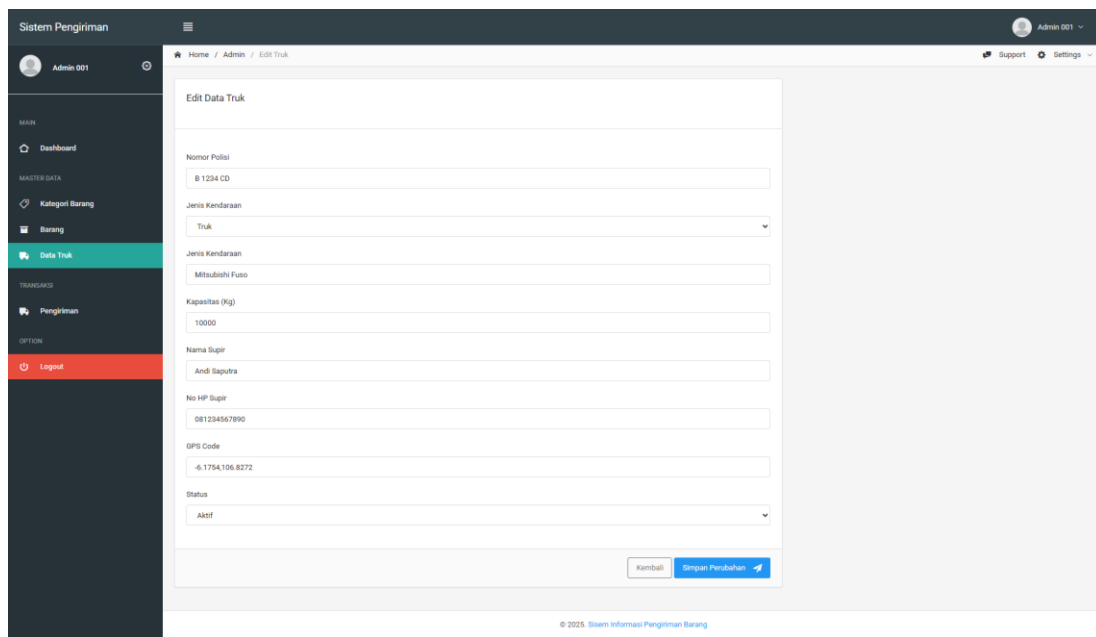 Sistem Pengiriman
Admin 001
Home / Admin / Edit Truk
Support Settings
Admin 001
MAIN
Dashboard
MASTER DATA
Kategori Barang
Barang
Data Truk
TRANSAKSI
Pengiriman
OPTION
Logout
Edit Data Truk
Nomor Polisi
B 1234 CD
Jenis Kendaraan
Truk
Jenis Kendaraan
Mitsubishi Fuso
Kapasitas (Kg)
10000
Nama Supir
Andi Saputra
No HP Supir
081234567890
GPS Code
-6.1754,106.8272
Status
Aktif
Kembali
Simpan Perubahan
© 2025. Sisem Informasi Pengiriman Barang